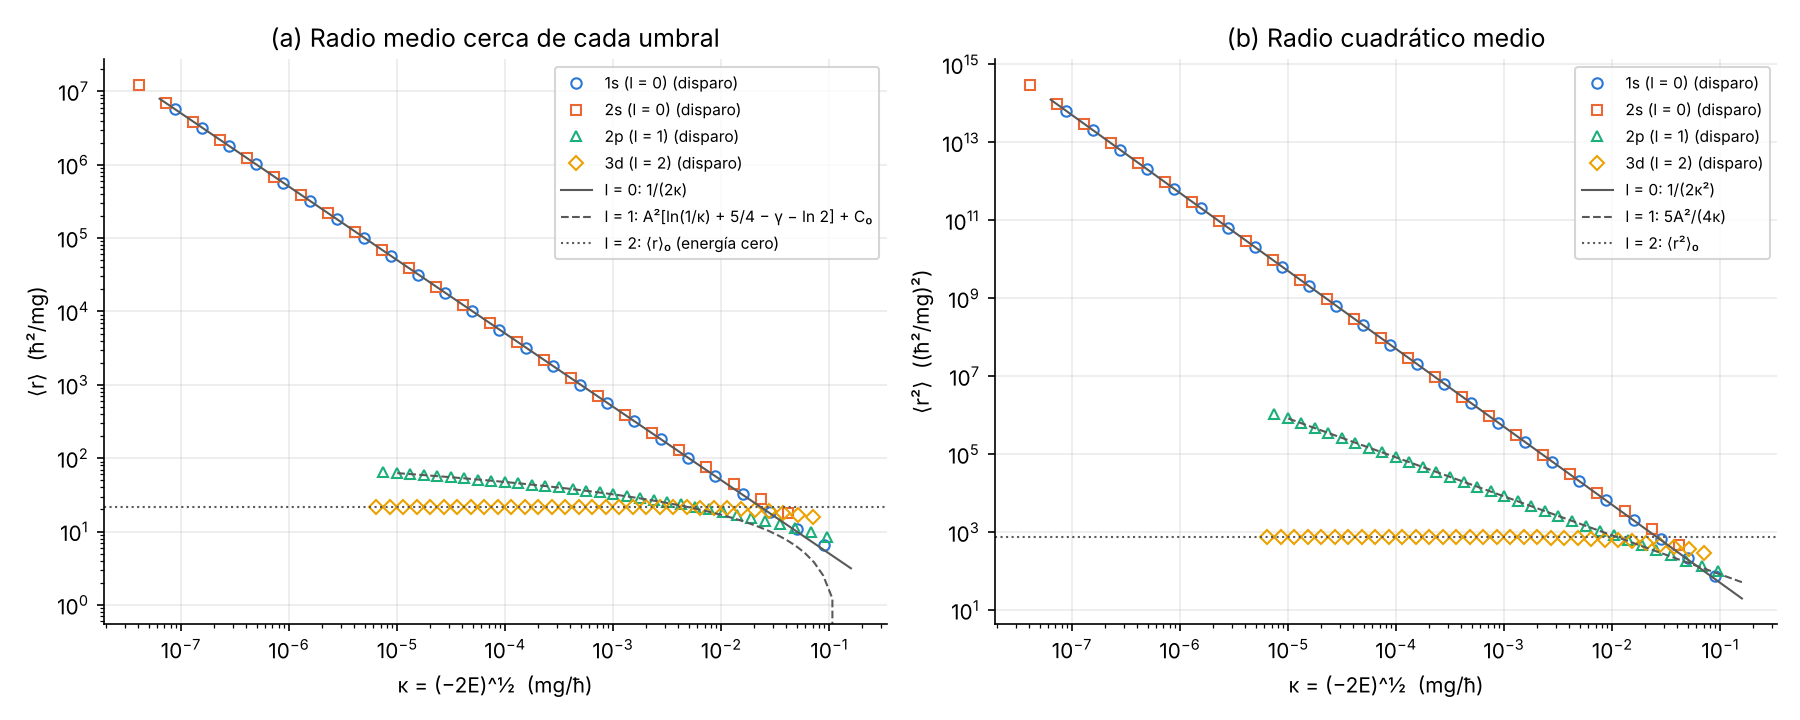 (a) Radio medio cerca de cada umbral
10⁷
10⁶
10⁵
10⁴
10³
10²
10¹
10⁰
⟨r⟩ (ħ²/mg)
1s (l = 0) (disparo)
2s (l = 0) (disparo)
2p (l = 1) (disparo)
3d (l = 2) (disparo)
l = 0: 1/(2κ)
l = 1: A²[ln(1/κ) + 5/4 − γ − ln 2] + C₀
l = 2: ⟨r⟩₀ (energía cero)
10⁻⁷ 10⁻⁶ 10⁻⁵ 10⁻⁴ 10⁻³ 10⁻² 10⁻¹
κ = (−2E)^½ (mg/ħ)
(b) Radio cuadrático medio
10¹⁵
10¹³
10¹¹
10⁹
10⁷
10⁵
10³
10¹
⟨r²⟩ ((ħ²/mg)²)
1s (l = 0) (disparo)
2s (l = 0) (disparo)
2p (l = 1) (disparo)
3d (l = 2) (disparo)
l = 0: 1/(2κ²)
l = 1: 5A²/(4κ)
l = 2: ⟨r²⟩₀
10⁻⁷ 10⁻⁶ 10⁻⁵ 10⁻⁴ 10⁻³ 10⁻² 10⁻¹
κ = (−2E)^½ (mg/ħ)